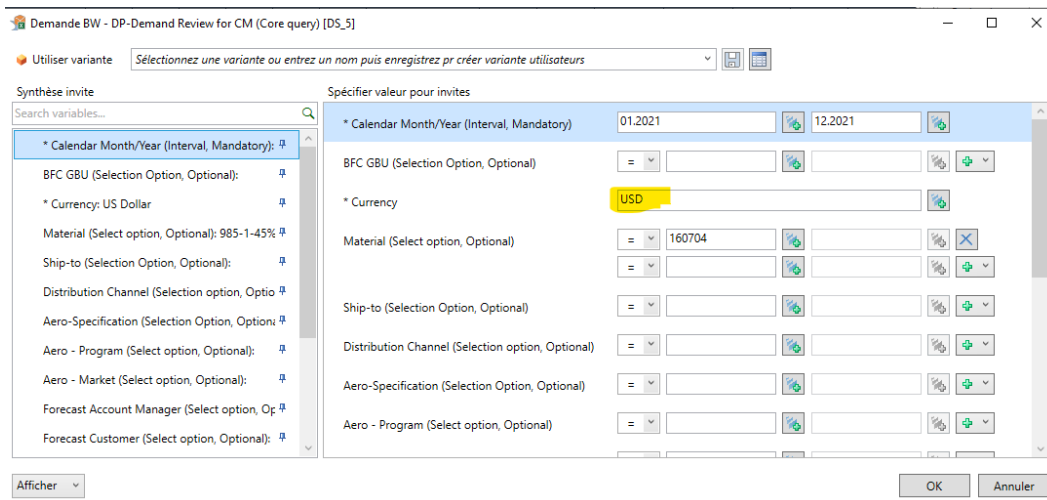 Demande BW - DP-Demand Review for CM (Core query) [DS_5]
Utiliser variante
Sélectionnez une variante ou entrez un nom puis enregistrez pr créer variante utilisateurs
Synthèse invite
Search variables...
* Calendar Month/Year (Interval, Mandatory):
BFC GBU (Selection Option, Optional):
* Currency: US Dollar
Material (Select option, Optional): 985-1-45%
Ship-to (Selection Option, Optional):
Distribution Channel (Selection option, Optio
Aero-Specification (Selection Option, Optiona
Aero - Program (Select option, Optional):
Aero - Market (Select option, Optional):
Forecast Account Manager (Select option, Op
Forecast Customer (Select option, Optional):
Spécifier valeur pour invites
* Calendar Month/Year (Interval, Mandatory) 01.2021 12.2021
BFC GBU (Selection Option, Optional) =
* Currency USD
Material (Select option, Optional) = 160704
=
Ship-to (Selection Option, Optional) =
Distribution Channel (Selection option, Optional) =
Aero-Specification (Selection Option, Optional) =
Aero - Program (Select option, Optional) =
Afficher
OK
Annuler